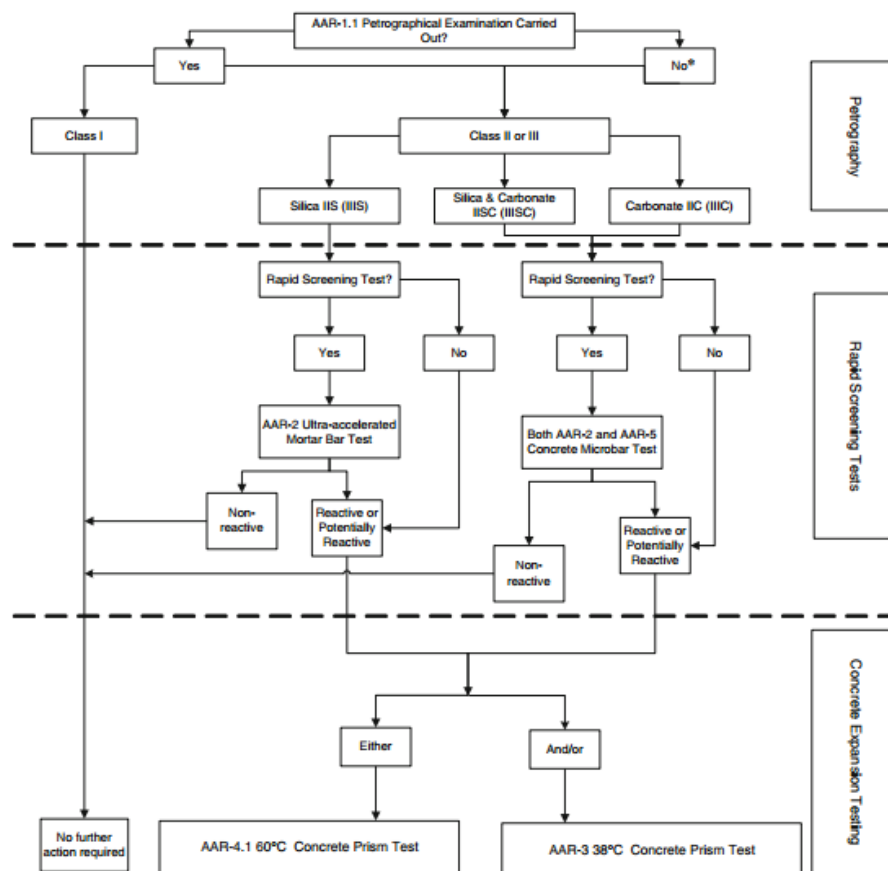 AAR-1.1 Petrographical Examination Carried
Out?
Yes
No*
Petrography
Class I
Class II or III
Silica IIS (IIIS)
Silica & Carbonate
IISC (IIISC)
Carbonate IIC (IIIC)
Rapid Screening Test?
Rapid Screening Test?
Rapid Screening Tests
Yes
No
Yes
No
AAR-2 Ultra-accelerated
Mortar Bar Test
Both AAR-2 and AAR-5
Concrete Microbar Test
Non-
reactive
Reactive or
Potentially
Reactive
Non-
reactive
Reactive or
Potentially
Reactive
Concrete Expansion Testing
Either
And/or
No further
action required
AAR-4.1 60ºC Concrete Prism Test
AAR-3 38ºC Concrete Prism Test